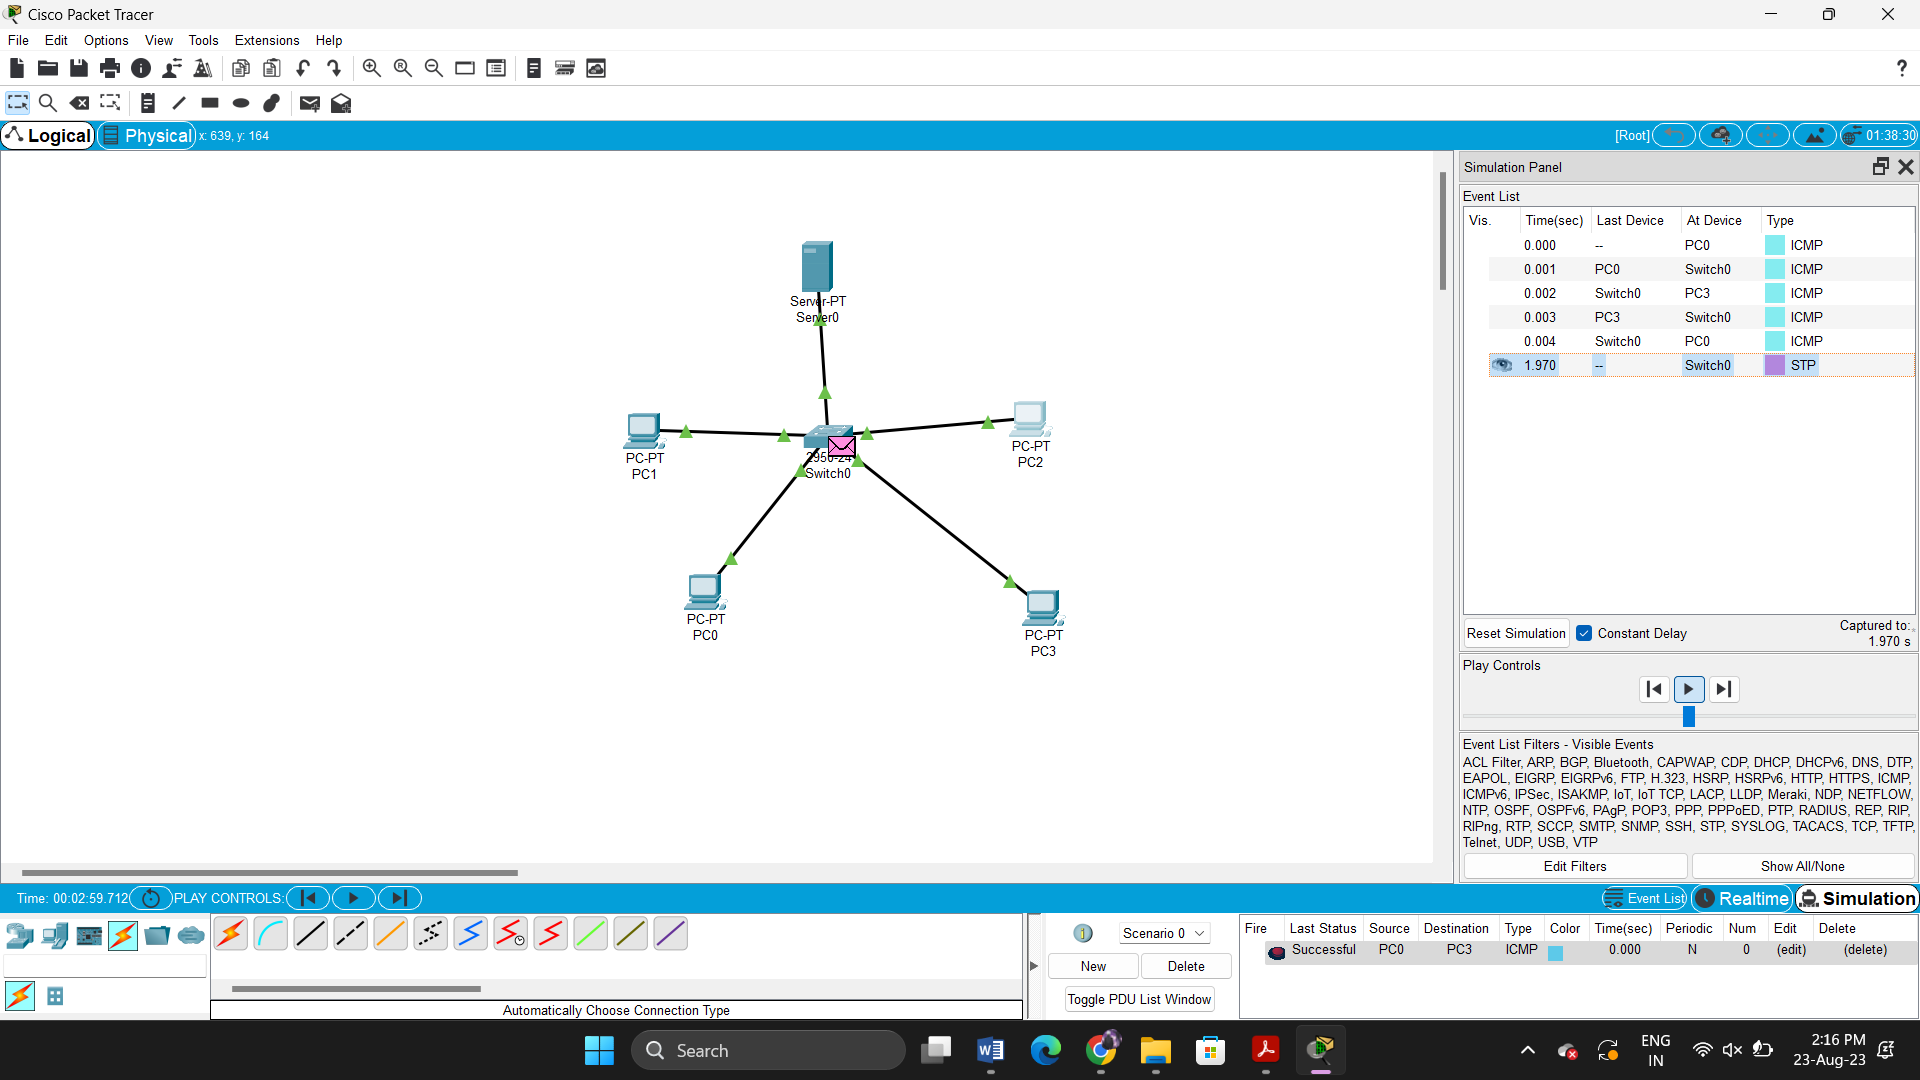 Cisco Packet Tracer
File Edit Options View Tools Extensions Help
?
Logical Physical x: 639, y: 164 [Root] 01:38:30
Simulation Panel
Event List
Vis. Time(sec) Last Device At Device Type
0.000 -- PC0 ICMP
0.001 PC0 Switch0 ICMP
0.002 Switch0 PC3 ICMP
0.003 PC3 Switch0 ICMP
0.004 Switch0 PC0 ICMP
1.970 -- Switch0 STP
Server-PT
Server0
PC-PT
PC1
2950-24
Switch0
PC-PT
PC2
PC-PT
PC0
PC-PT
PC3
Reset Simulation Constant Delay Captured to:
1.970 s
Play Controls
Event List Filters - Visible Events
ACL Filter, ARP, BGP, Bluetooth, CAPWAP, CDP, DHCP, DHCPv6, DNS, DTP,
EAPOL, EIGRP, EIGRPv6, FTP, H.323, HSRP, HSRPv6, HTTP, HTTPS, ICMP,
ICMPv6, IPSec, ISAKMP, IoT, IoT TCP, LACP, LLDP, Meraki, NDP, NETFLOW,
NTP, OSPF, OSPFv6, PAgP, POP3, PPP, PPPoED, PTP, RADIUS, REP, RIP,
RIPng, RTP, SCCP, SMTP, SNMP, SSH, STP, SYSLOG, TACACS, TCP, TFTP,
Telnet, UDP, USB, VTP
Edit Filters Show All/None
Time: 00:02:59.712 PLAY CONTROLS: Event List Realtime Simulation
Automatically Choose Connection Type
Scenario 0
New Delete
Toggle PDU List Window
Fire Last Status Source Destination Type Color Time(sec) Periodic Num Edit Delete
Successful PC0 PC3 ICMP 0.000 N 0 (edit) (delete)
Search
ENG
IN
2:16 PM
23-Aug-23